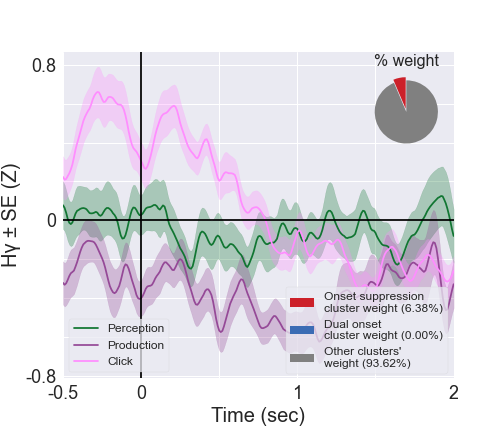 % weight
0.8
0
-0.8
Hγ ± SE (Z)
Onset suppression
cluster weight (6.38%)
Dual onset
cluster weight (0.00%)
Other clusters'
weight (93.62%)
Perception
Production
Click
-0.5
0
1
2
Time (sec)